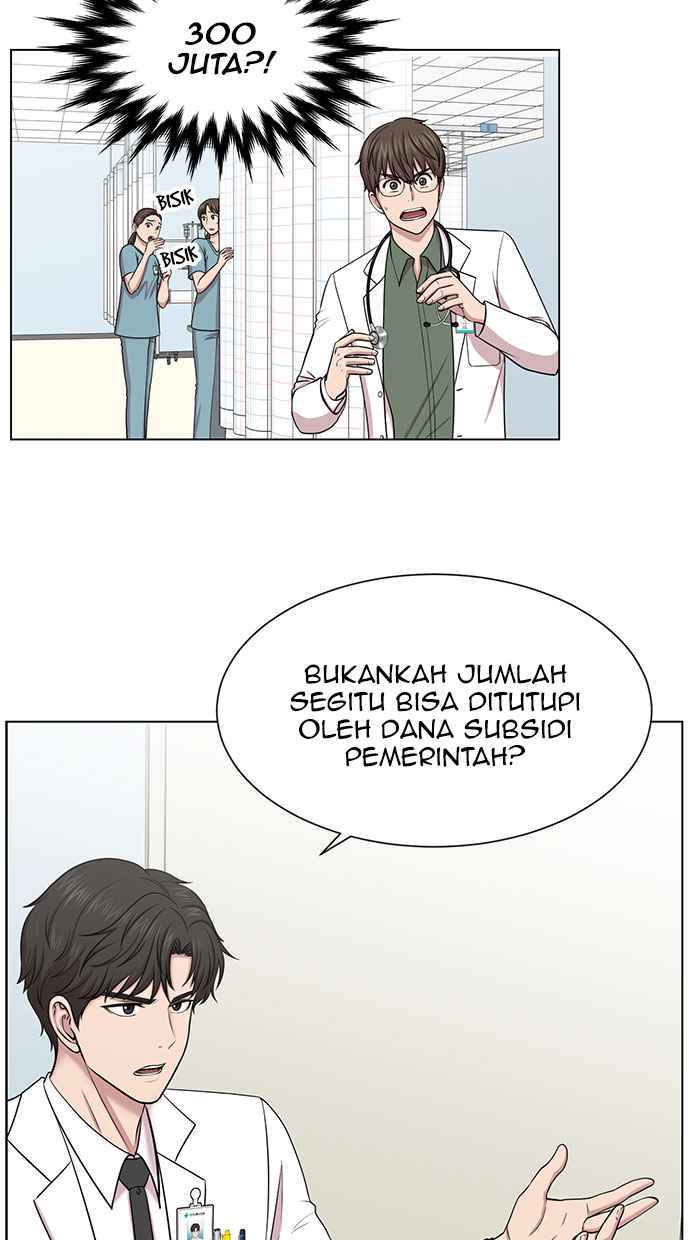 300
JUTA?!
BISIK
BISIK
BUKANKAH JUMLAH
SEGITU BISA DITUTUPI
OLEH DANA SUBSIDI
PEMERINTAH?